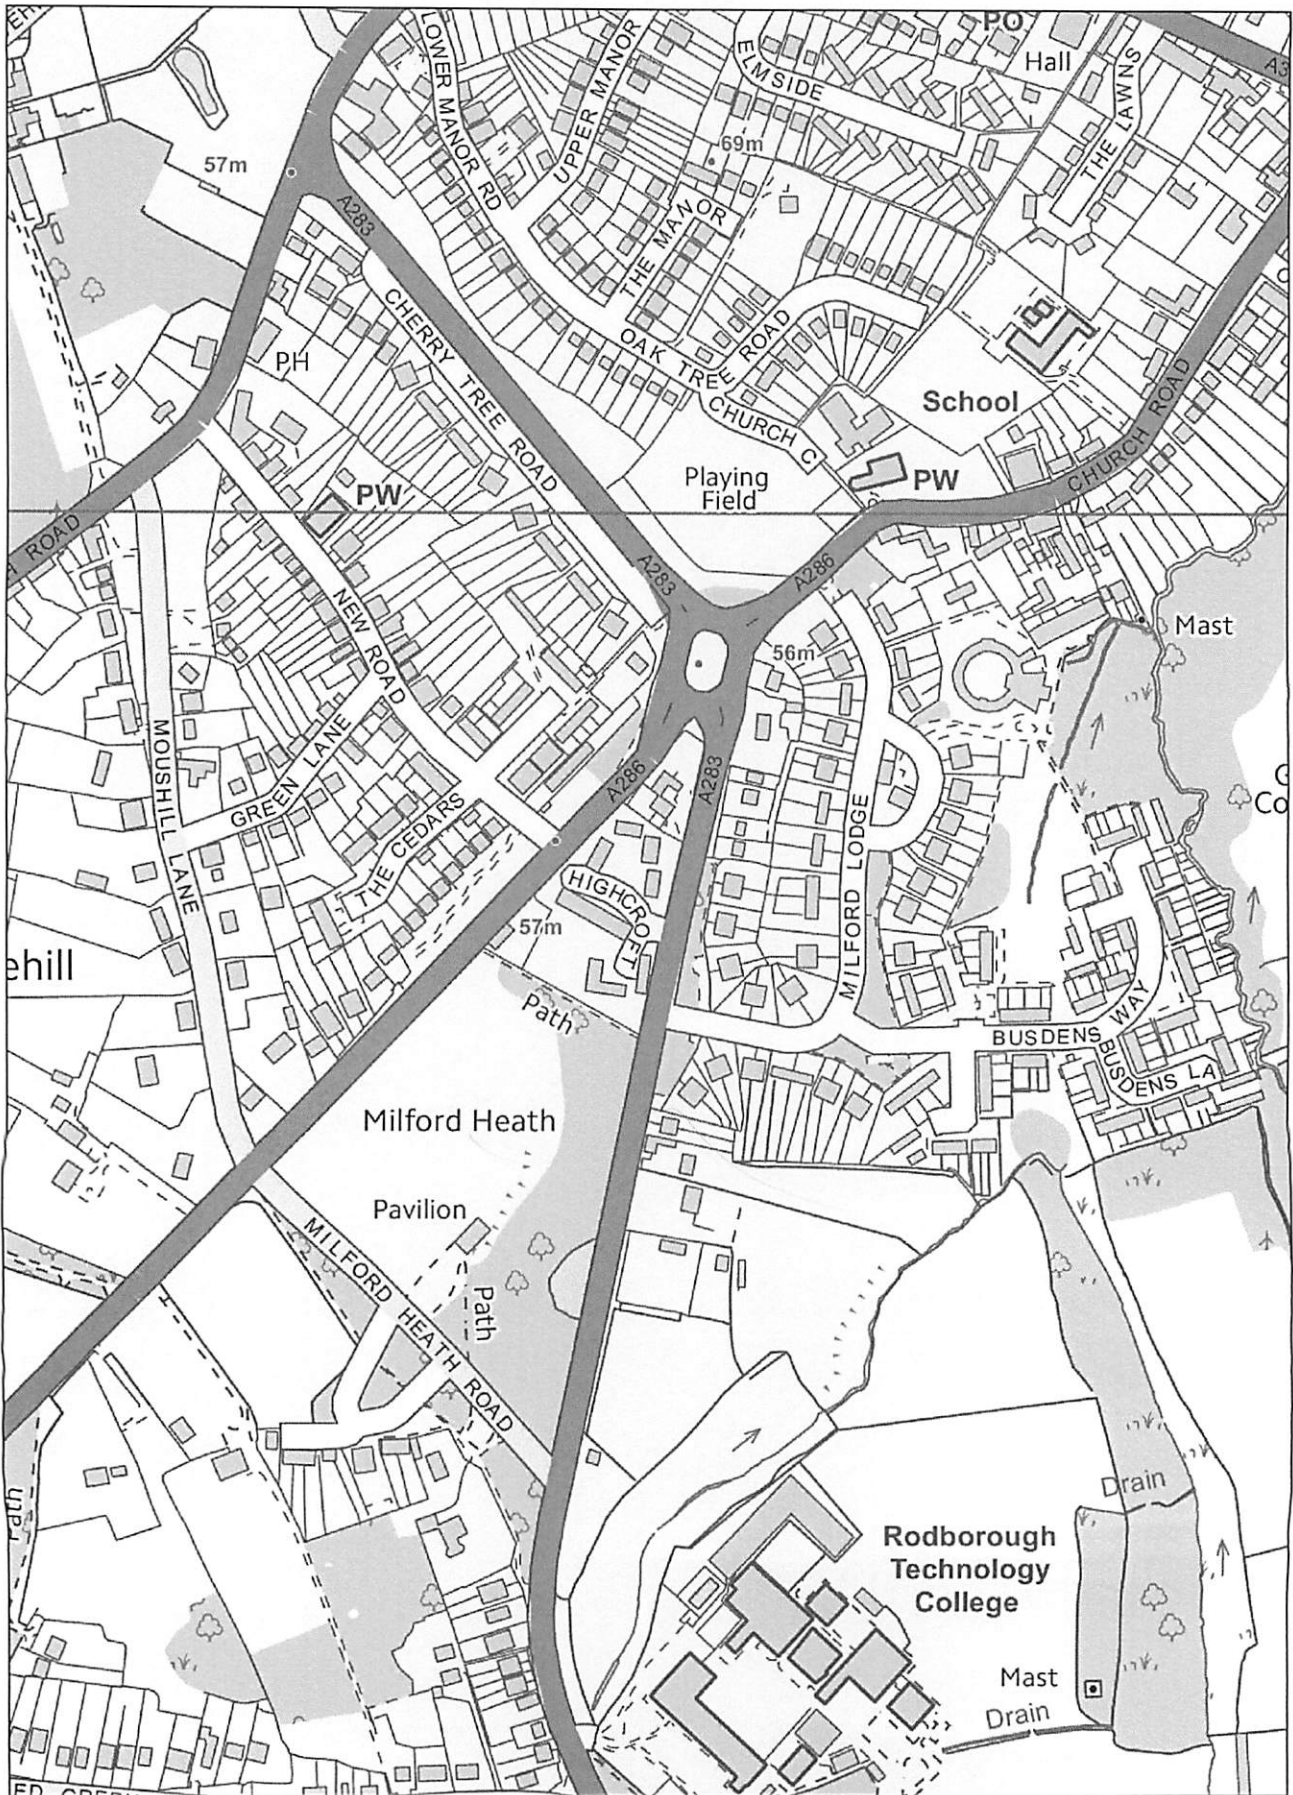 PO
Hall
A3
LOWER MANOR RD
UPPER MANOR
ELMSIDE
THE LAWNS
69m
57m
A283
THE MANOR
CHERRY TREE ROAD
PH
OAK TREE ROAD
CHURCH C
School
CHURCH ROAD
PW
Playing
Field
PW
ROAD
A283
A286
NEW ROAD
Mast
56m
MOUSHILL LANE
GREEN LANE
A286
A283
Co
THE CEDARS
MILFORD LODGE
HIGHCROFT
57m
ehill
Path
BUSDENS WAY
BUSDENS LA
Milford Heath
Pavilion
MILFORD HEATH ROAD
Path
Path
Drain
Rodborough
Technology
College
Mast
Drain